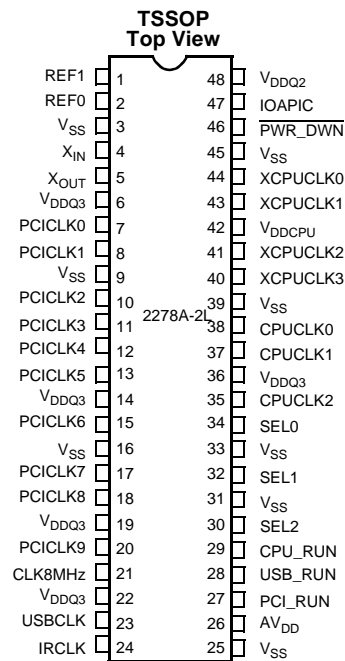 TSSOP
Top View
REF1 1 48 VDDQ2
REF0 2 47 IOAPIC
VSS 3 46 PWR_DWN
XIN 4 45 VSS
XOUT 5 44 XCPUCLK0
VDDQ3 6 43 XCPUCLK1
PCICLK0 7 42 VDDCPU
PCICLK1 8 41 XCPUCLK2
VSS 9 40 XCPUCLK3
PCICLK2 10 39 VSS
2278A-2L
PCICLK3 11 38 CPUCLK0
PCICLK4 12 37 CPUCLK1
PCICLK5 13 36 VDDQ3
VDDQ3 14 35 CPUCLK2
PCICLK6 15 34 SEL0
VSS 16 33 VSS
PCICLK7 17 32 SEL1
PCICLK8 18 31 VSS
VDDQ3 19 30 SEL2
PCICLK9 20 29 CPU_RUN
CLK8MHz 21 28 USB_RUN
VDDQ3 22 27 PCI_RUN
USBCLK 23 26 AVDD
IRCLK 24 25 VSS